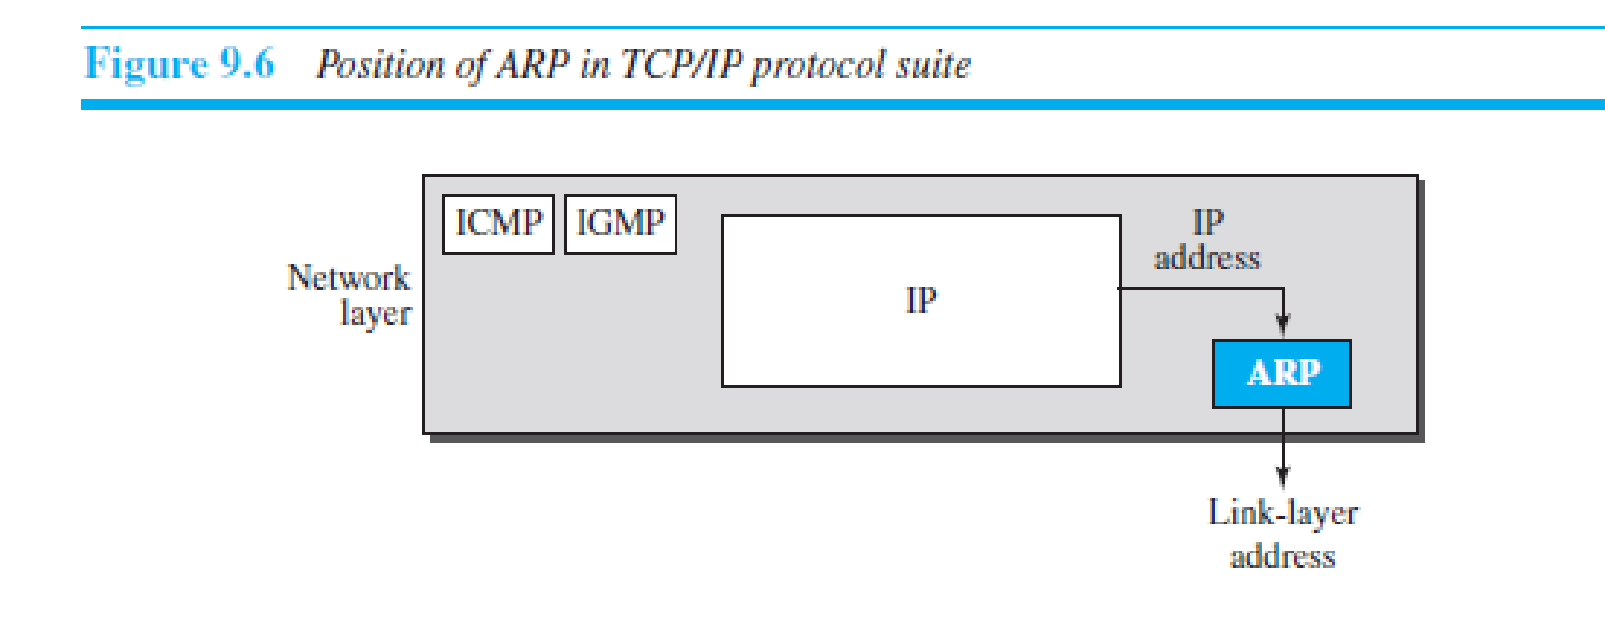 Figure 9.6 Position of ARP in TCP/IP protocol suite
ICMP
IGMP
IP
address
Network
layer
IP
ARP
Link-layer
address